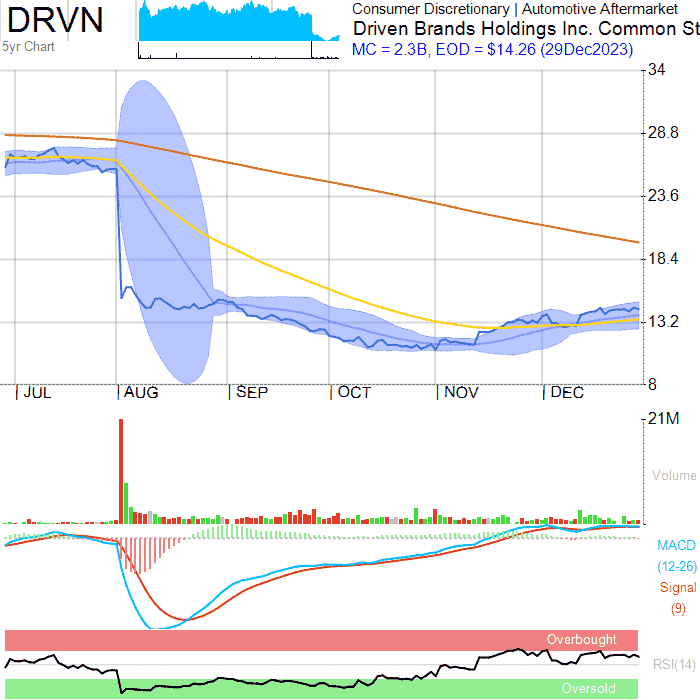 DRVN
5yr Chart
Consumer Discretionary | Automotive Aftermarket
Driven Brands Holdings Inc. Common St
MC = 2.3B, EOD = $14.26 (29Dec2023)
34
28.8
23.6
18.4
13.2
8
JUL
AUG
SEP
OCT
NOV
DEC
21M
Volume
MACD
(12-26)
Signal
(9)
Overbought
RSI(14)
Oversold